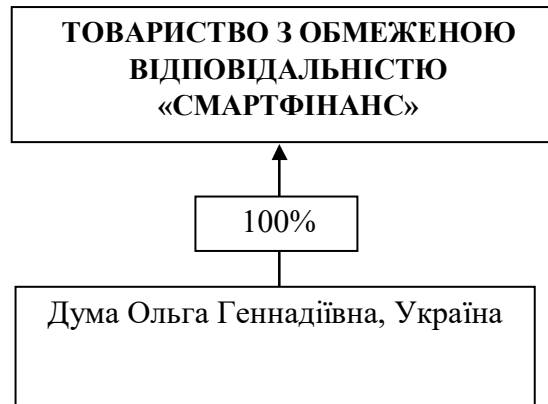 ТОВАРИСТВО З ОБМЕЖЕНОЮ
ВІДПОВІДАЛЬНІСТЮ
«СМАРТФІНАНС»
100%
Дума Ольга Геннадіївна, Україна